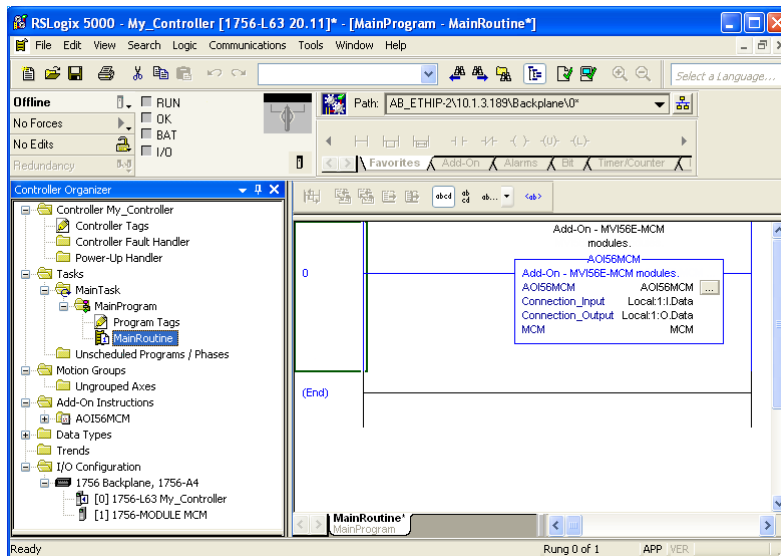 RSLogix 5000 - My_Controller [1756-L63 20.11]* - [MainProgram - MainRoutine*]
File Edit View Search Logic Communications Tools Window Help
Select a Language...
Offline
RUN
No Forces
OK
BAT
No Edits
I/O
Redundancy
Path: AB_ETHIP-2\10.1.3.189\Backplane\0*
Favorites Add-On Alarms Bit Timer/Counter
Controller Organizer
Controller My_Controller
Controller Tags
Controller Fault Handler
Power-Up Handler
Tasks
MainTask
MainProgram
Program Tags
MainRoutine
Unscheduled Programs / Phases
Motion Groups
Ungrouped Axes
Add-On Instructions
AOI56MCM
Data Types
Trends
I/O Configuration
1756 Backplane, 1756-A4
[0] 1756-L63 My_Controller
[1] 1756-MODULE MCM
abcd ab cd ab... <ab>
Add-On - MVI56E-MCM
modules.
AOI56MCM
0
Add-On - MVI56E-MCM modules.
AOI56MCM AOI56MCM ...
Connection_Input Local:1:I.Data
Connection_Output Local:1:O.Data
MCM MCM
(End)
MainRoutine*
MainProgram
Ready
Rung 0 of 1 APP VER